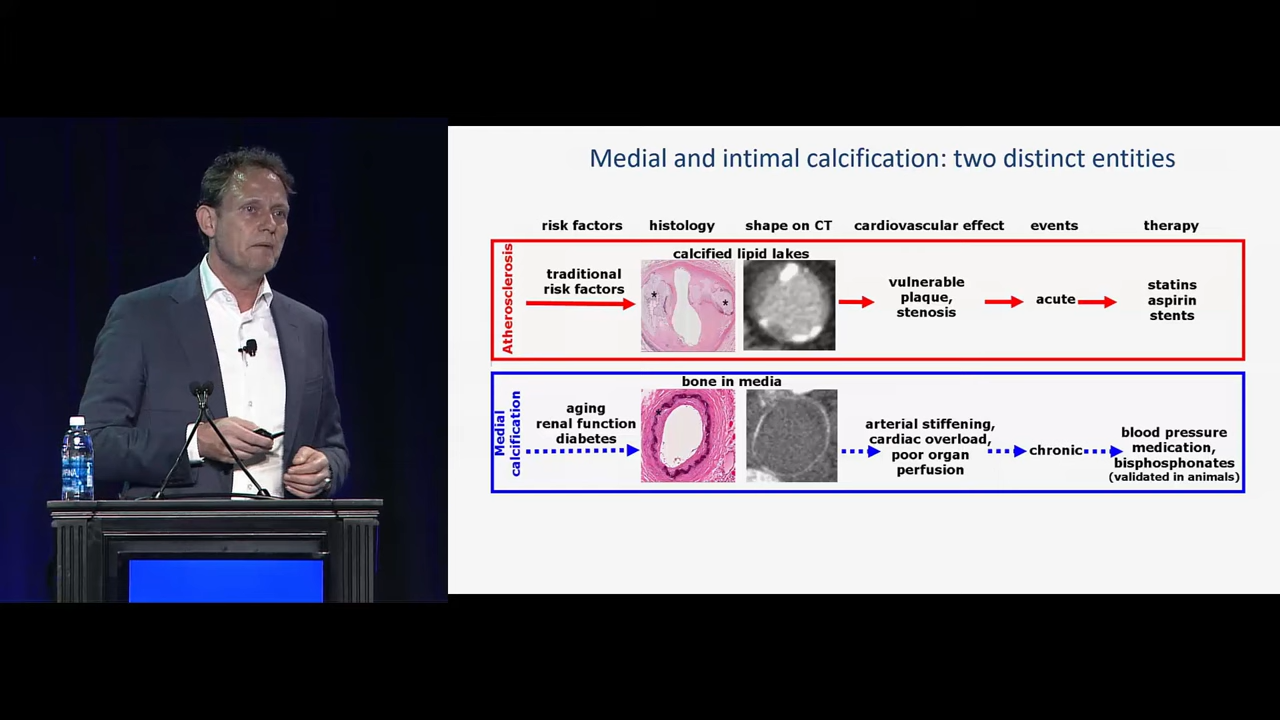 Medial and intimal calcification: two distinct entities
risk factors
histology
shape on CT
cardiovascular effect
events
therapy
Atherosclerosis
traditional
risk factors
calcified lipid lakes
*
*
vulnerable
plaque,
stenosis
acute
statins
aspirin
stents
Medial
calcification
aging
renal function
diabetes
bone in media
*
arterial stiffening,
cardiac overload,
poor organ
perfusion
chronic
blood pressure
medication,
bisphosphonates
(validated in animals)